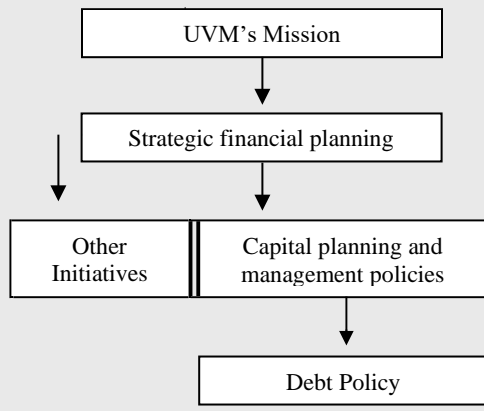 UVM’s Mission
Strategic financial planning
Other
Initiatives
Capital planning and
management policies
Debt Policy